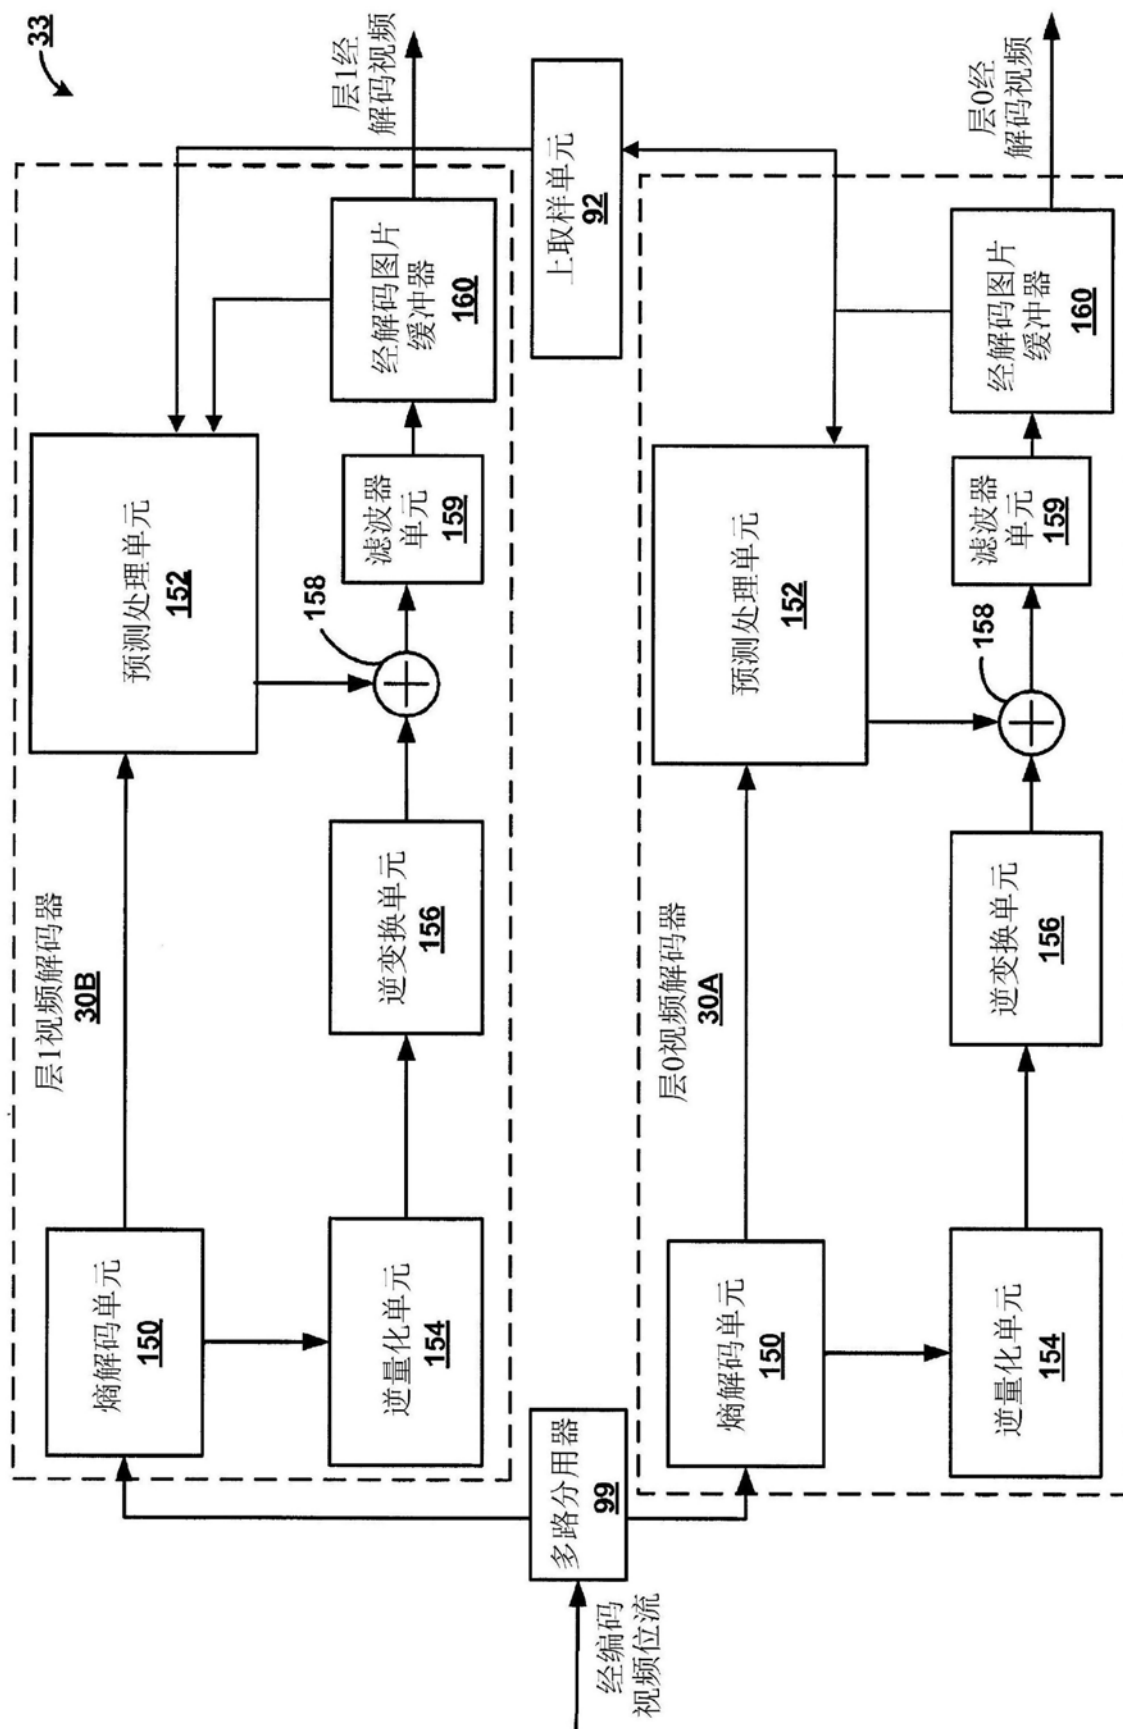 33
层1视频解码器
30B
熵解码单元
150
预测处理单元
152
逆量化单元
154
逆变换单元
156
158
滤波器
单元
159
经解码图片
缓冲器
160
层1经
解码视频
经编码
视频位流
多路分用器
99
上取样单元
92
层0视频解码器
30A
熵解码单元
150
预测处理单元
152
逆量化单元
154
逆变换单元
156
158
滤波器
单元
159
经解码图片
缓冲器
160
层0经
解码视频